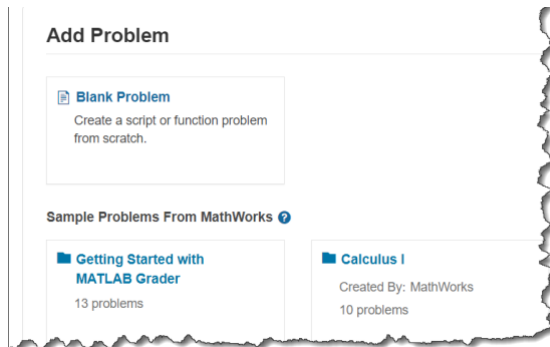 Add Problem
Blank Problem
Create a script or function problem
from scratch.
Sample Problems From MathWorks
Getting Started with
MATLAB Grader
13 problems
Calculus I
Created By: MathWorks
10 problems